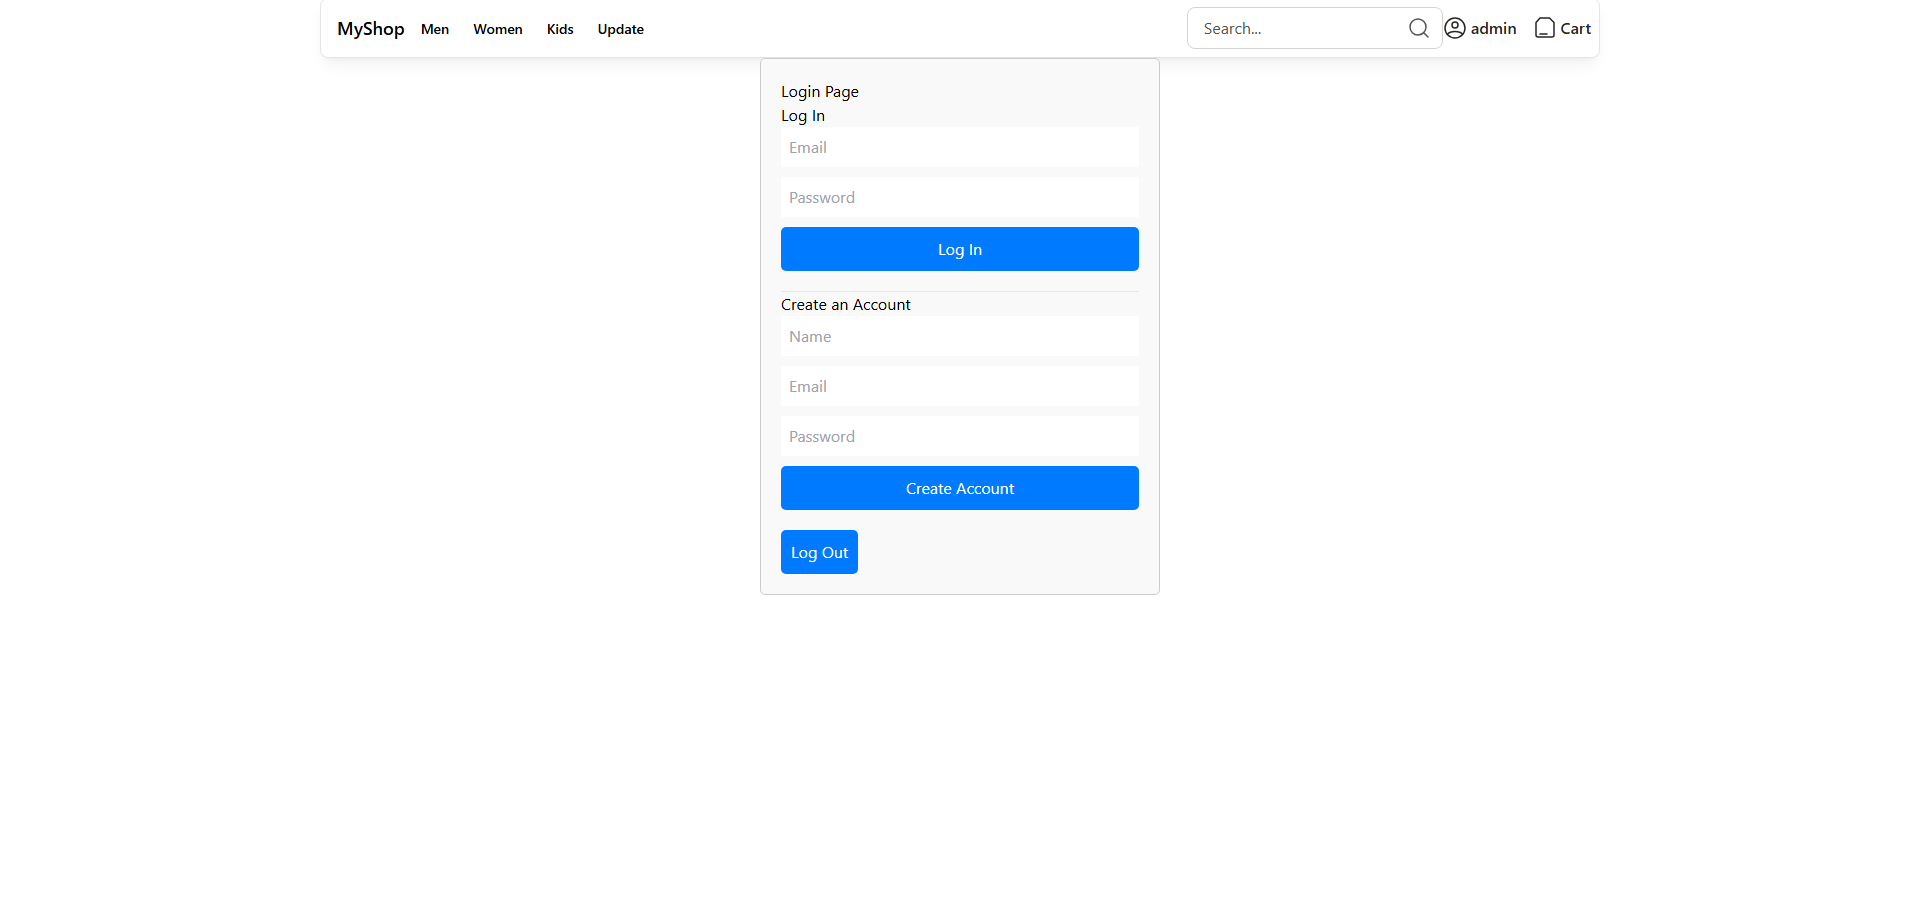 MyShop Men Women Kids Update Search... admin Cart
Login Page
Log In
Email
Password
Log In
Create an Account
Name
Email
Password
Create Account
Log Out